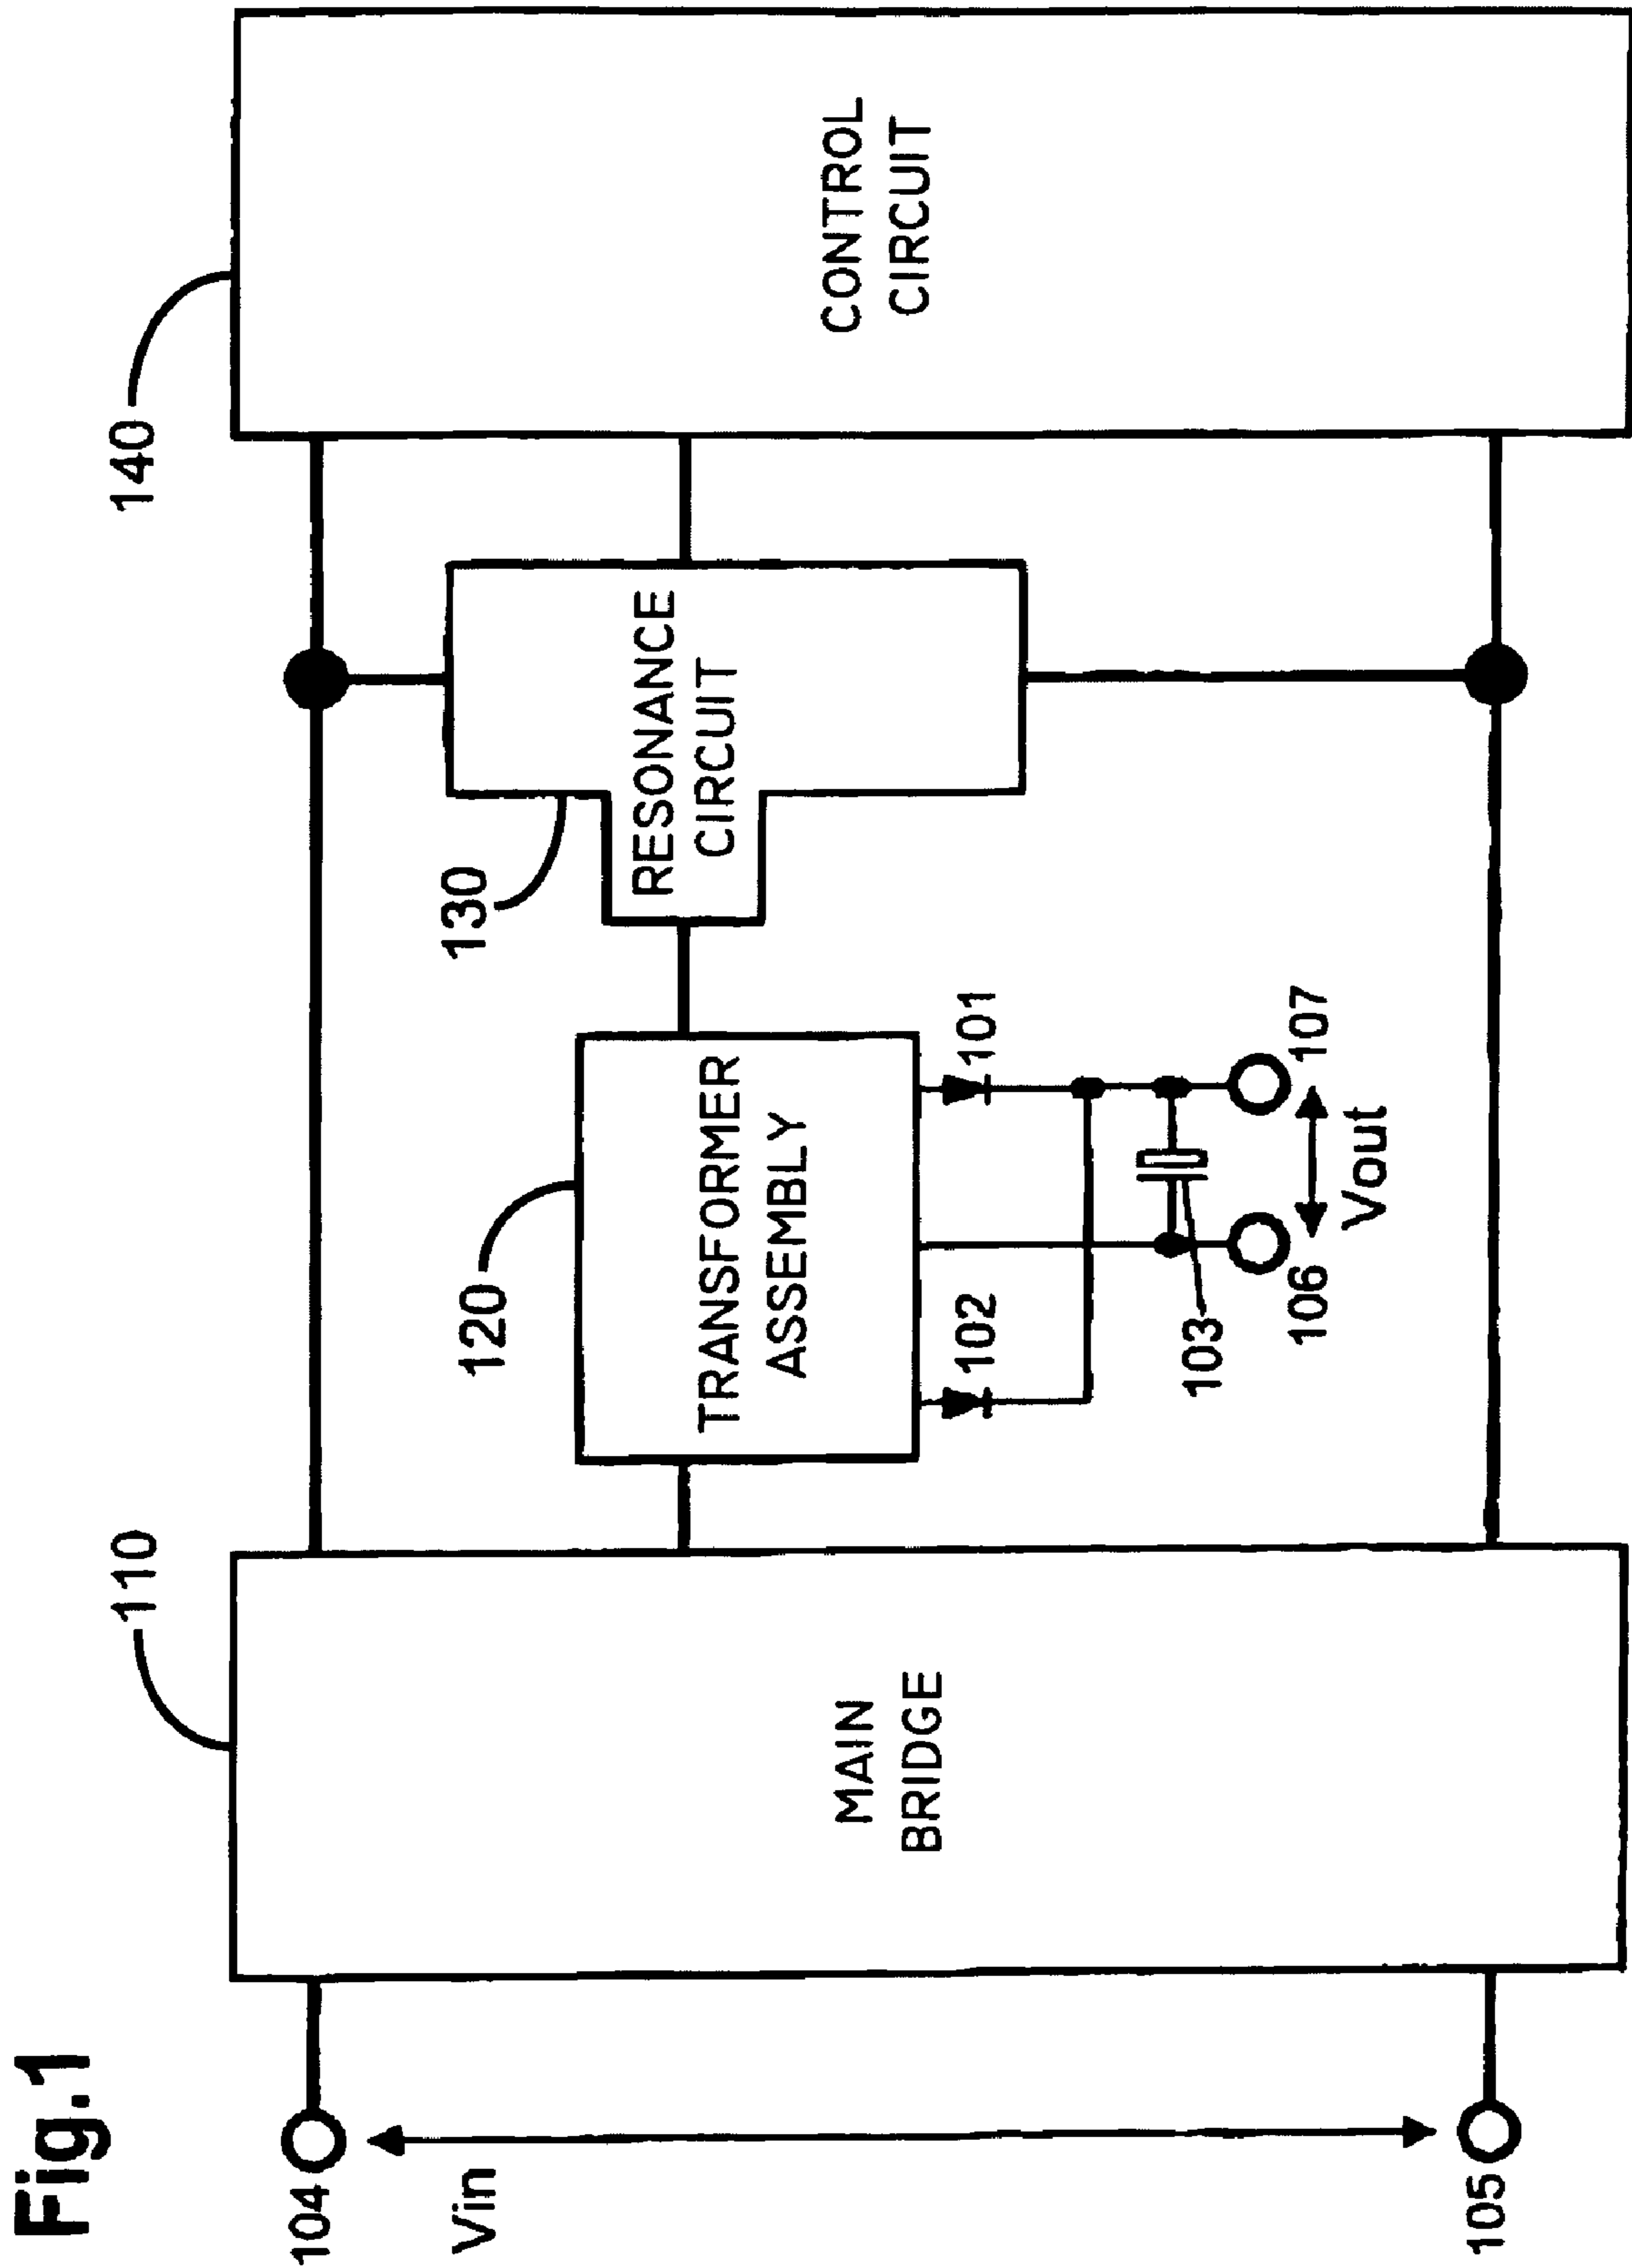 Fig.1
110
140
120
130
104
Vin
105
MAIN
BRIDGE
TRANSFORMER
ASSEMBLY
RESONANCE
CIRCUIT
CONTROL
CIRCUIT
102
101
103
106
107
Vout